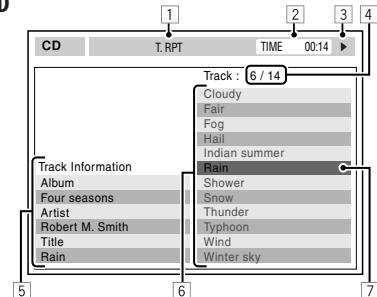 1 2 3 4
CD T. RPT TIME 00:14
Track : 6 / 14
Cloudy
Fair
Fog
Hail
Indian summer
Rain
Shower
Snow
Thunder
Typhoon
Wind
Winter sky
Track Information
Album
Four seasons
Artist
Robert M. Smith
Title
Rain
5 6 7